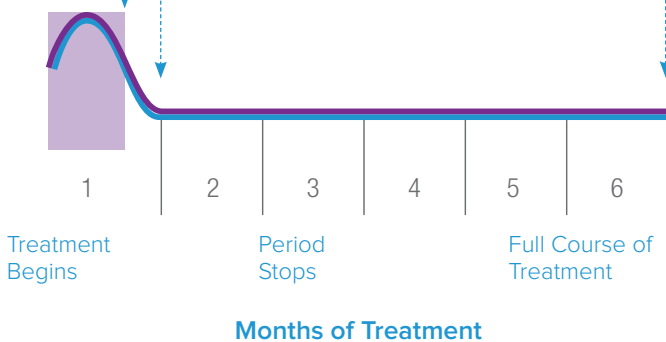 1 2 3 4 5 6
Treatment Begins
Period Stops
Full Course of Treatment
Months of Treatment